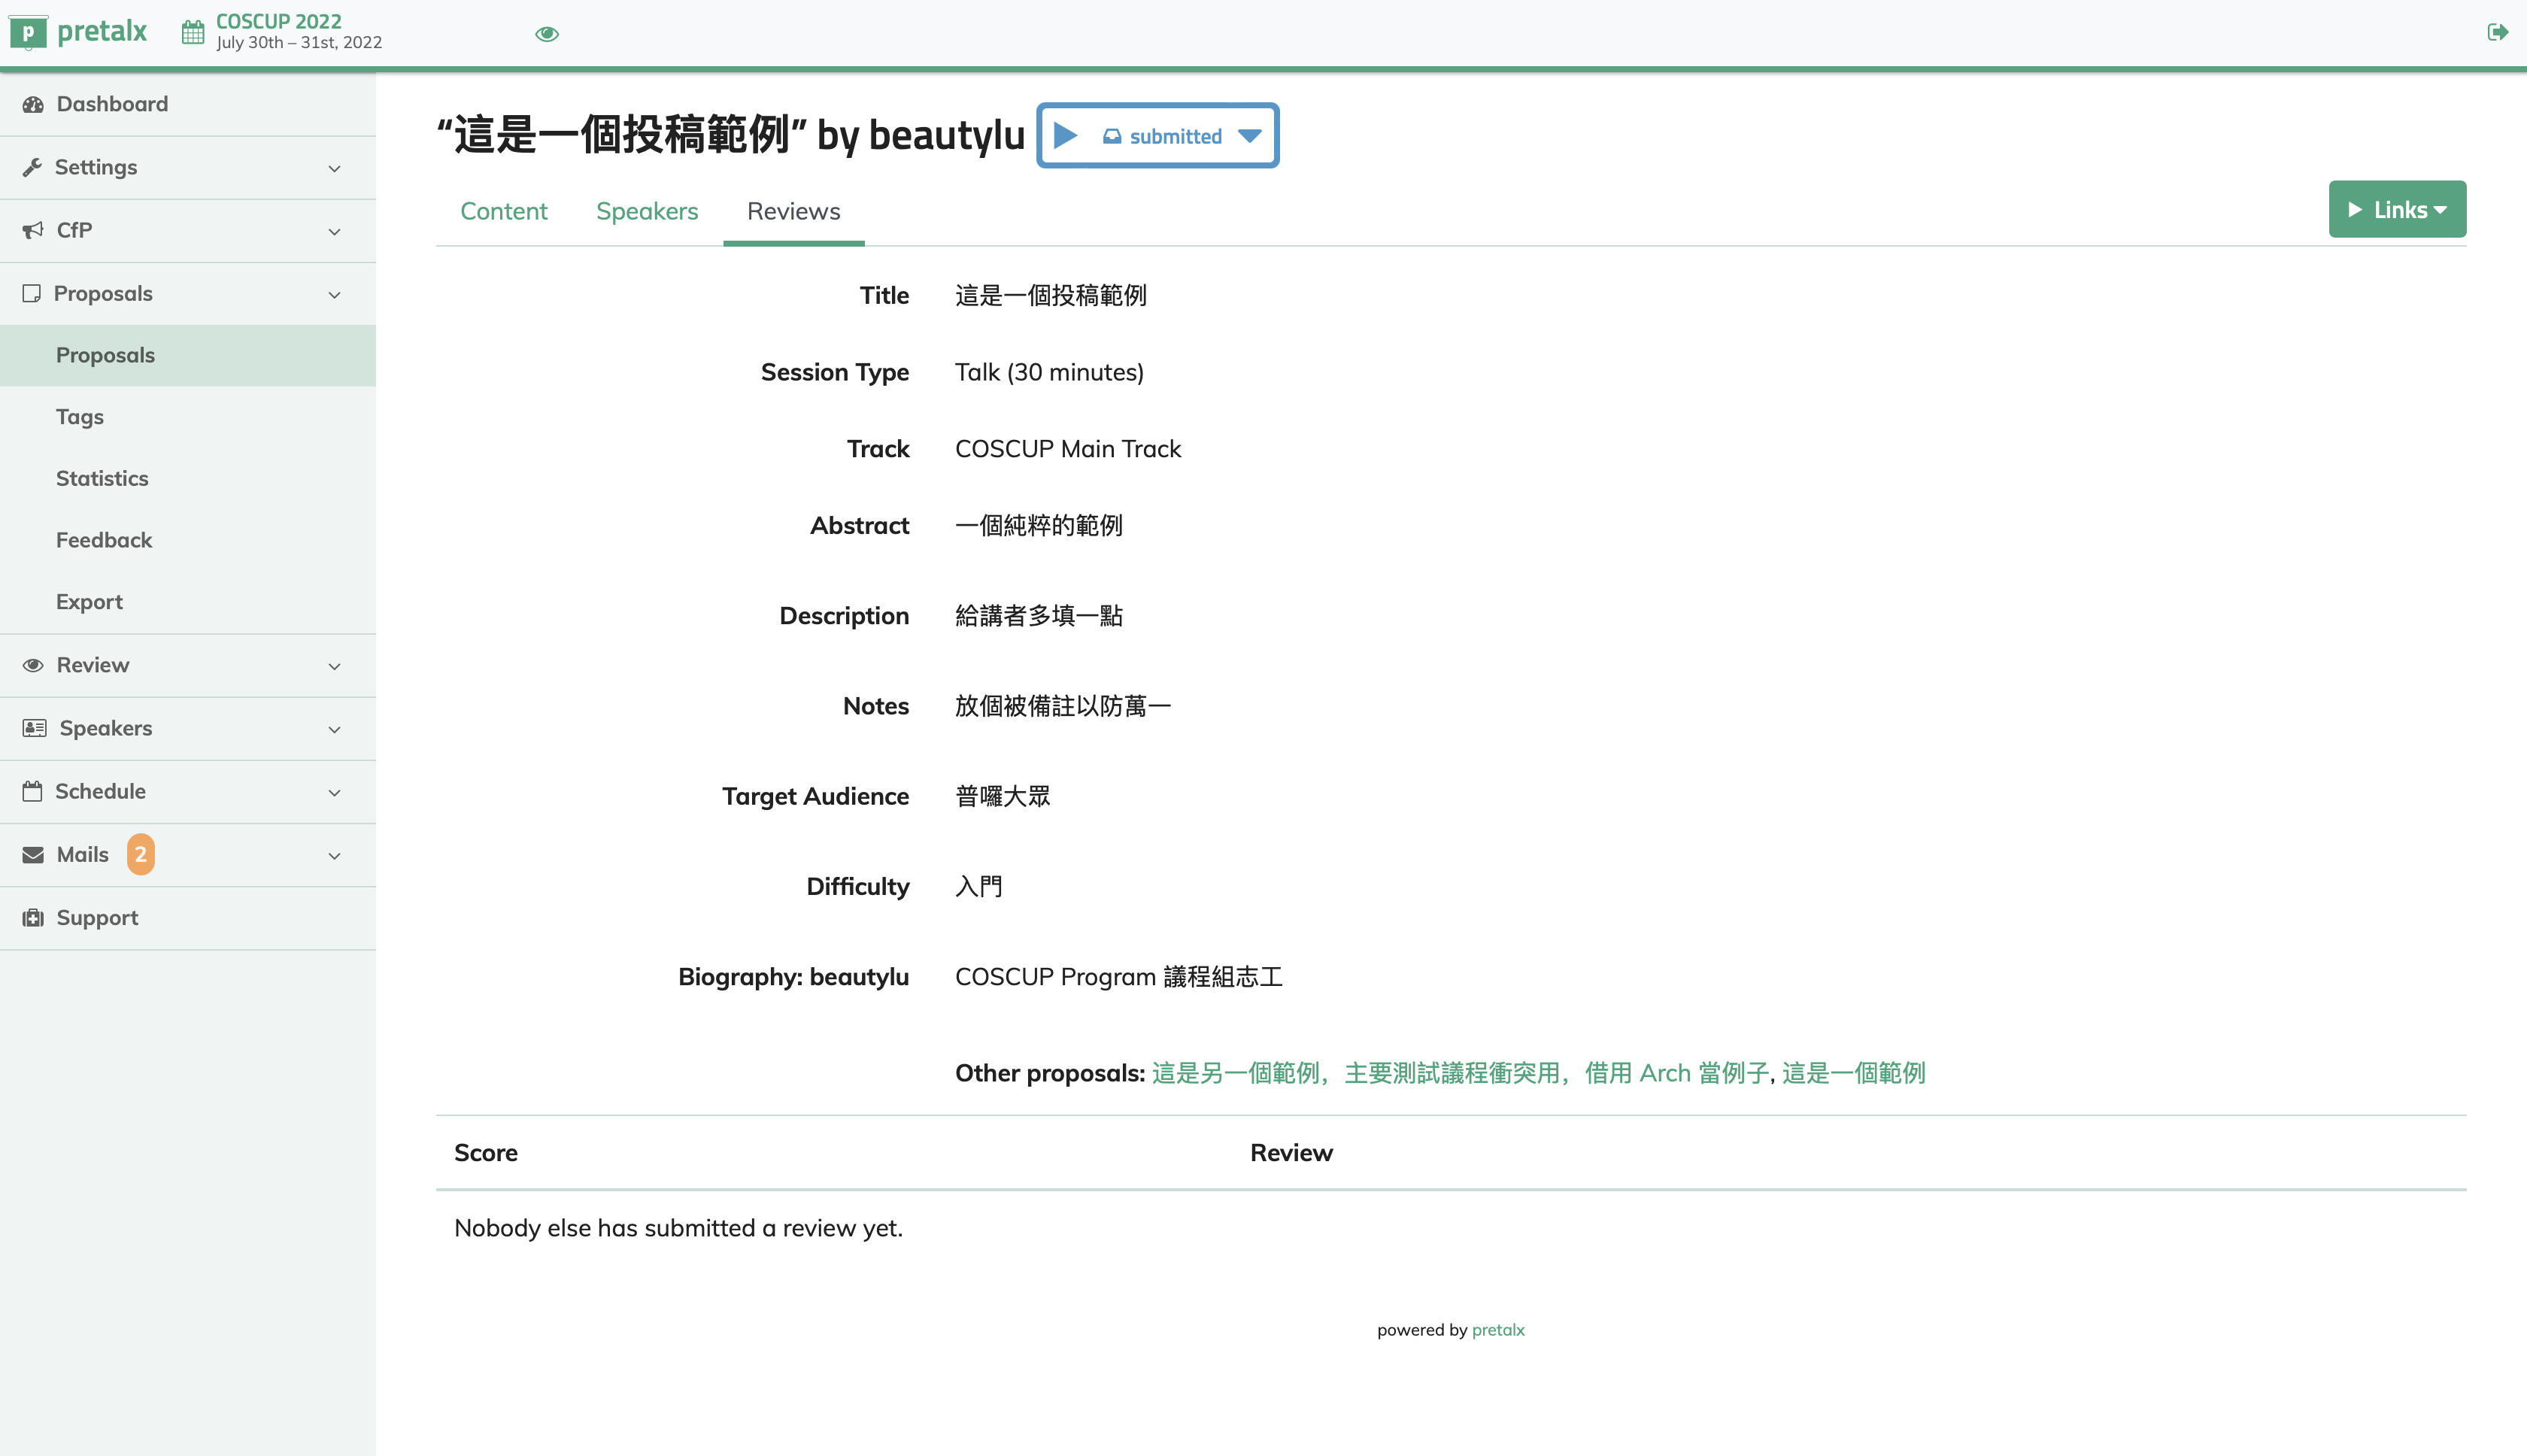 pretalx
COSCUP 2022
July 30th – 31st, 2022
Dashboard
Settings
CfP
Proposals
Proposals
Tags
Statistics
Feedback
Export
Review
Speakers
Schedule
Mails 2
Support
“這是一個投稿範例” by beautylu submitted
Content Speakers Reviews
Links
Title 這是一個投稿範例
Session Type Talk (30 minutes)
Track COSCUP Main Track
Abstract 一個純粹的範例
Description 給講者多填一點
Notes 放個被備註以防萬一
Target Audience 普囉大眾
Difficulty 入門
Biography: beautylu COSCUP Program 議程組志工
Other proposals: 這是另一個範例，主要測試議程衝突用，借用 Arch 當例子, 這是一個範例
Score Review
Nobody else has submitted a review yet.
powered by pretalx